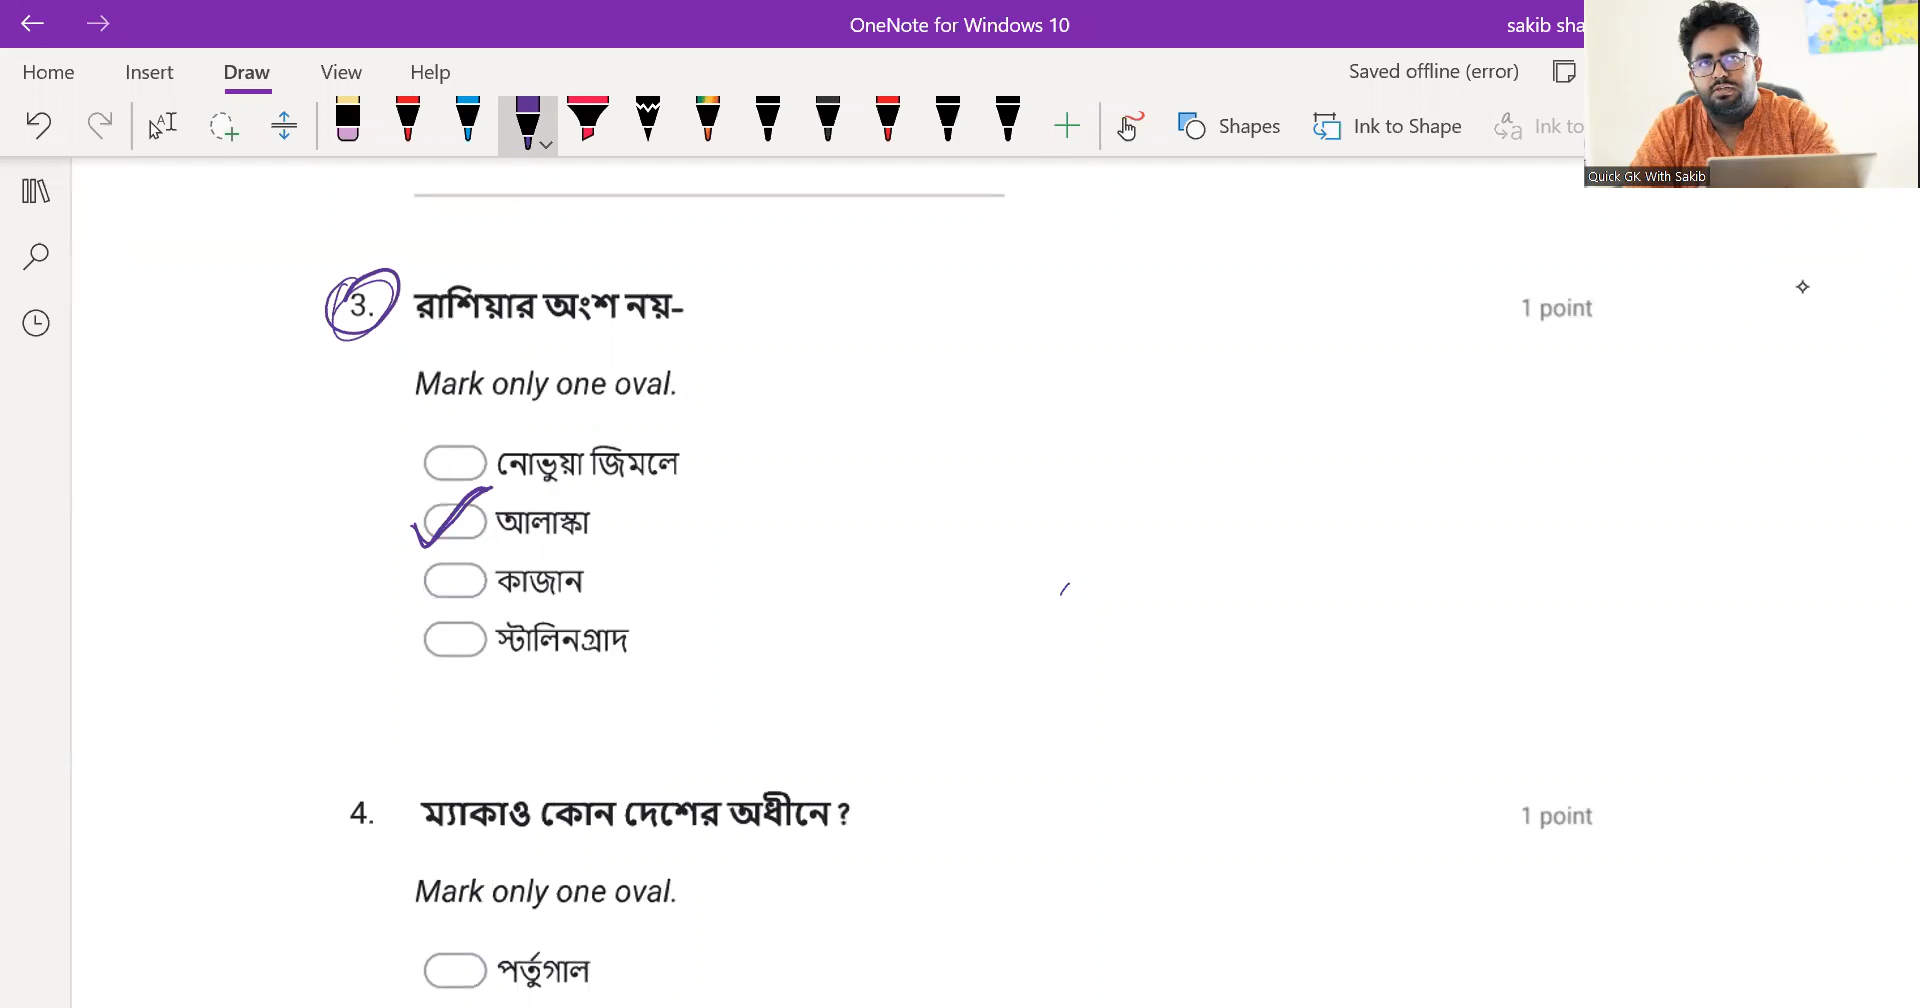 OneNote for Windows 10
sakib sha
Home Insert Draw View Help
Saved offline (error)
Shapes
Ink to Shape
Ink to
Quick GK With Sakib
3. রাশিয়ার অংশ নয়-
1 point
Mark only one oval.
নোভুয়া জিমলে
আলাস্কা
কাজান
স্টালিনগ্রাদ
4. ম্যাকাও কোন দেশের অধীনে ?
1 point
Mark only one oval.
পর্তুগাল